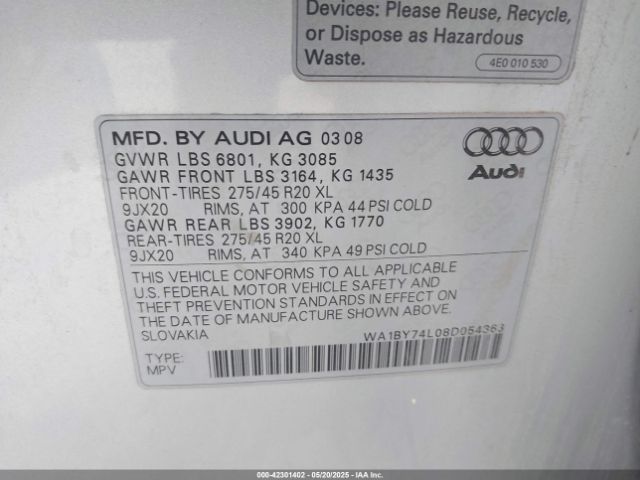 Devices: Please Reuse, Recycle,
or Dispose as Hazardous
Waste.
4E0 010 530
MFD. BY AUDI AG 03 08
GVWR LBS 6801, KG 3085
GAWR FRONT LBS 3164, KG 1435
FRONT-TIRES 275/45 R20 XL
9JX20 RIMS, AT 300 KPA 44 PSI COLD
GAWR REAR LBS 3902, KG 1770
REAR-TIRES 275/45 R20 XL
9JX20 RIMS, AT 340 KPA 49 PSI COLD
THIS VEHICLE CONFORMS TO ALL APPLICABLE
U.S. FEDERAL MOTOR VEHICLE SAFETY AND
THEFT PREVENTION STANDARDS IN EFFECT ON
THE DATE OF MANUFACTURE SHOWN ABOVE.
SLOVAKIA
WA1BY74L08D054363
TYPE:
MPV
Audi
000-42301402 - 05/20/2025 - IAAI.COM